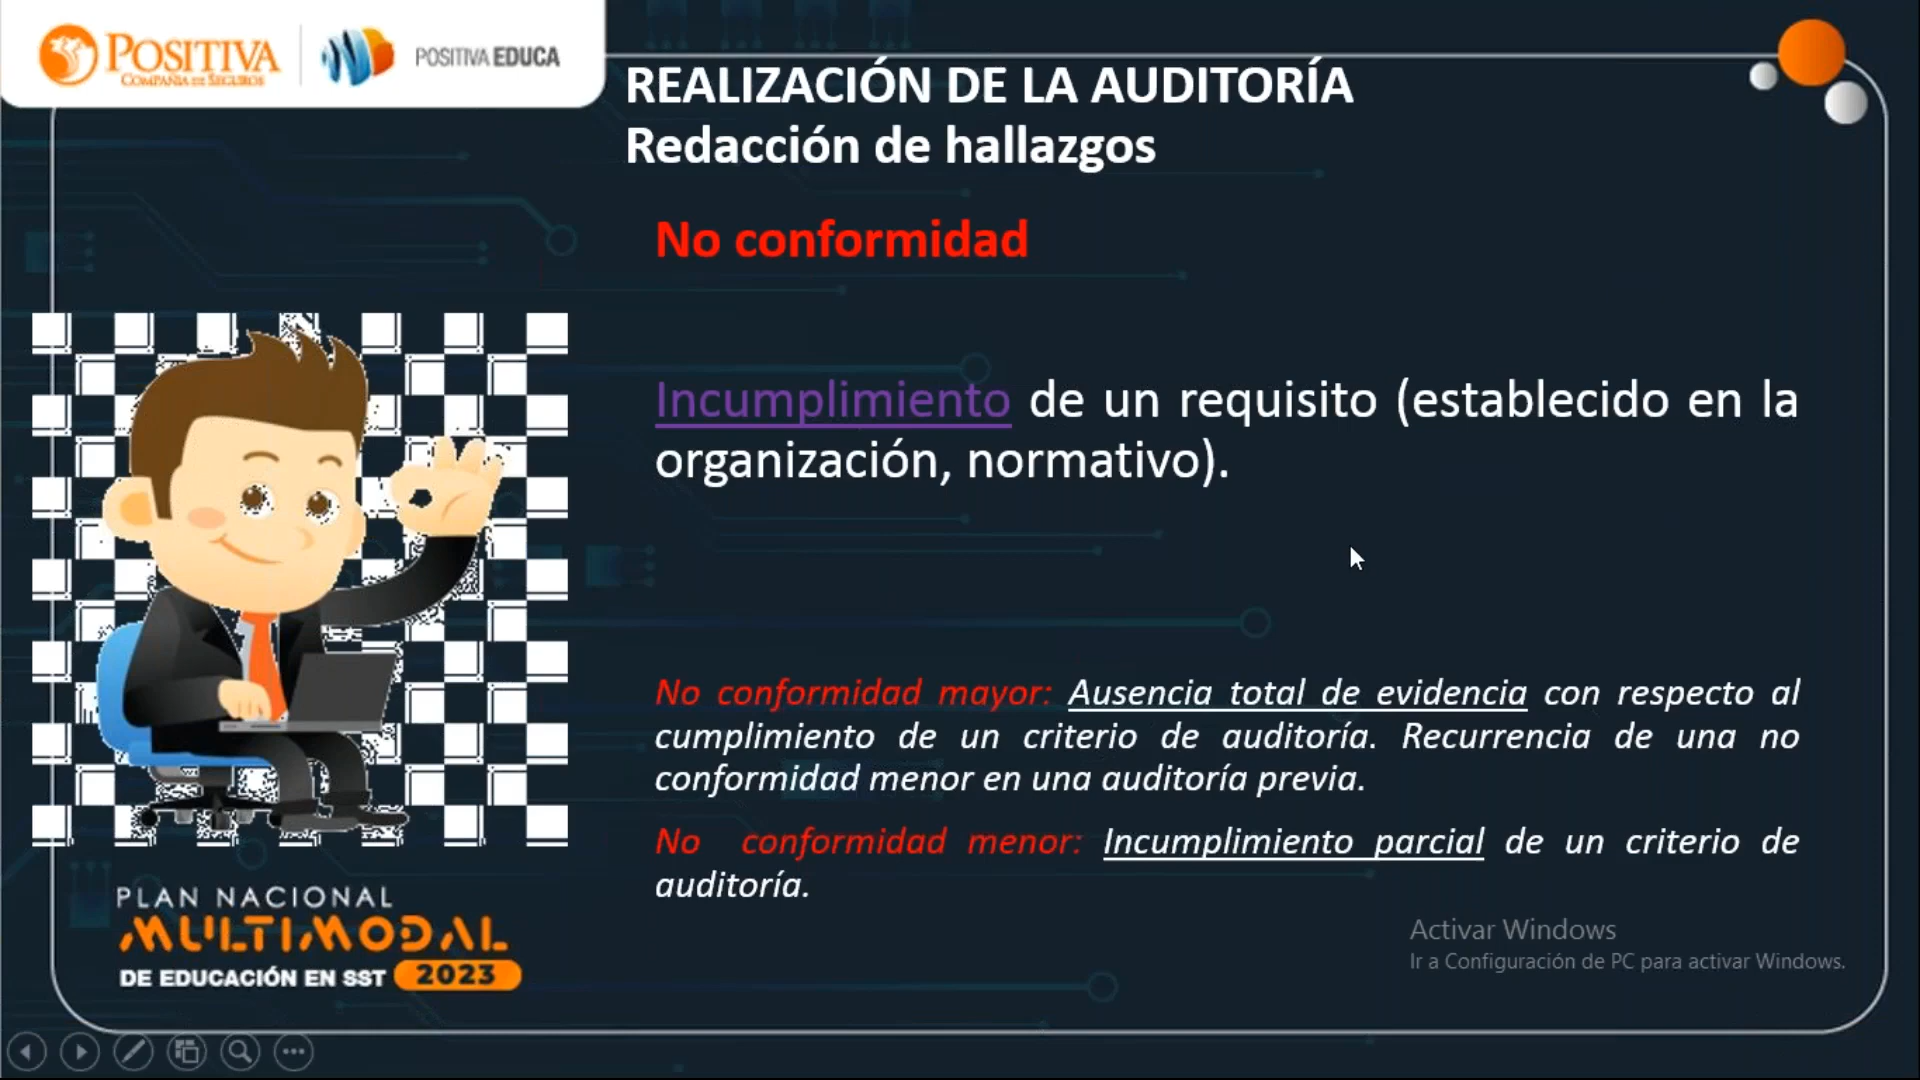 POSITIVA
COMPAÑIA DE SEGUROS
POSITIVA EDUCA
REALIZACIÓN DE LA AUDITORÍA
Redacción de hallazgos
No conformidad
Incumplimiento de un requisito (establecido en la
organización, normativo).
No conformidad mayor: Ausencia total de evidencia con respecto al
cumplimiento de un criterio de auditoría. Recurrencia de una no
conformidad menor en una auditoría previa.
No conformidad menor: Incumplimiento parcial de un criterio de
auditoría.
PLAN NACIONAL
MULTIMODAL
DE EDUCACIÓN EN SST 2023
Activar Windows
Ir a Configuración de PC para activar Windows.